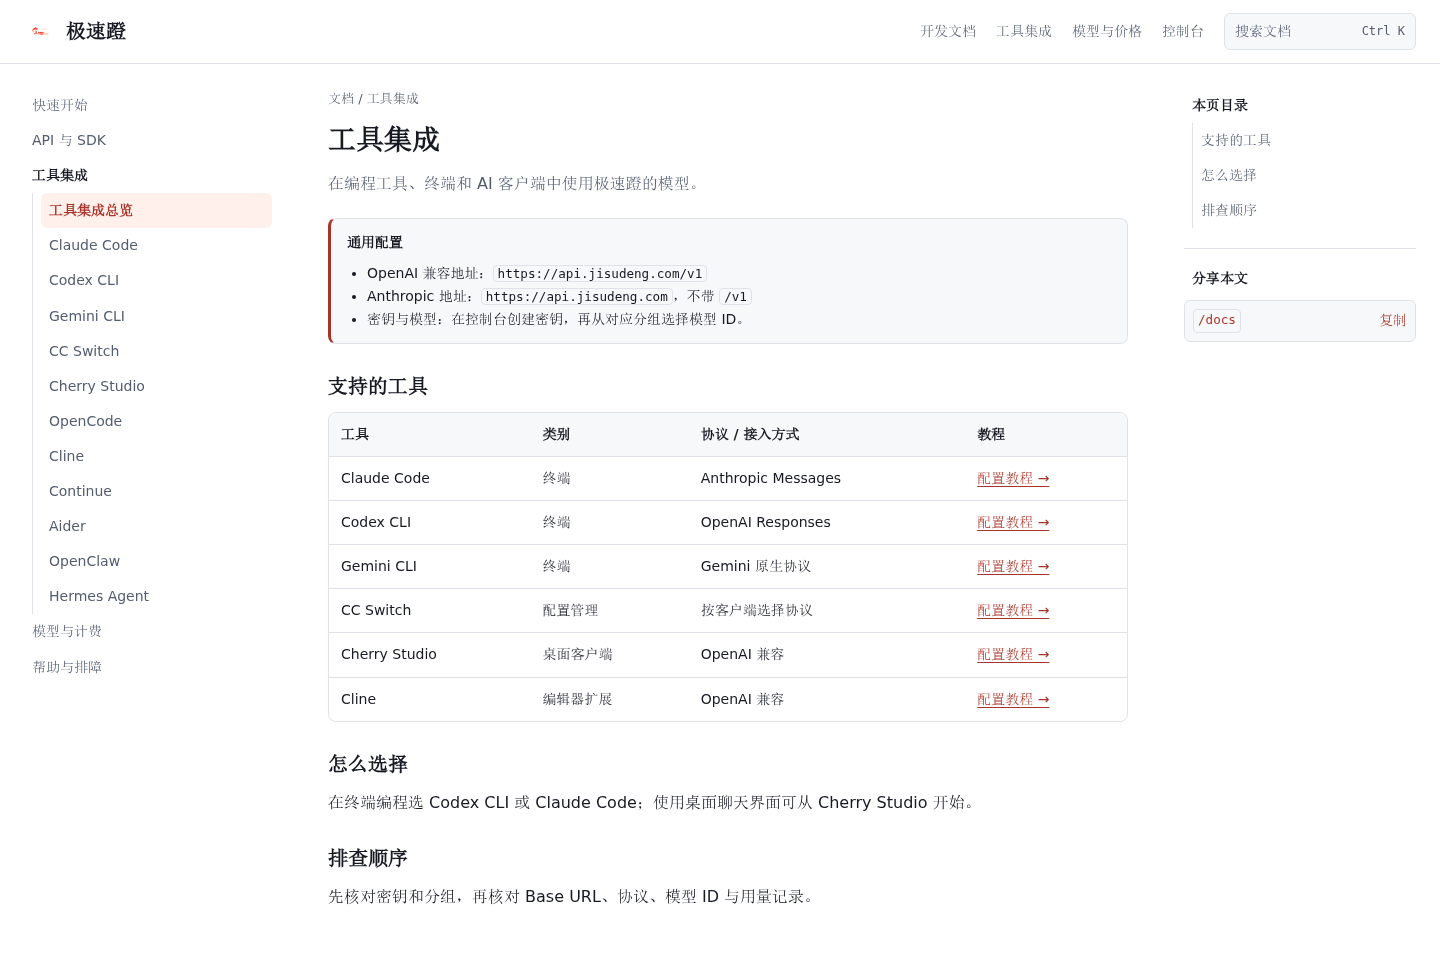 极速蹬
开发文档 工具集成 模型与价格 控制台 搜索文档 Ctrl K
快速开始
API 与 SDK
工具集成
工具集成总览
Claude Code
Codex CLI
Gemini CLI
CC Switch
Cherry Studio
OpenCode
Cline
Continue
Aider
OpenClaw
Hermes Agent
模型与计费
帮助与排障
文档 / 工具集成
工具集成
在编程工具、终端和 AI 客户端中使用极速蹬的模型。
通用配置
• OpenAI 兼容地址：https://api.jisudeng.com/v1
• Anthropic 地址：https://api.jisudeng.com，不带 /v1
• 密钥与模型：在控制台创建密钥，再从对应分组选择模型 ID。
支持的工具
工具 类别 协议 / 接入方式 教程
Claude Code 终端 Anthropic Messages 配置教程 →
Codex CLI 终端 OpenAI Responses 配置教程 →
Gemini CLI 终端 Gemini 原生协议 配置教程 →
CC Switch 配置管理 按客户端选择协议 配置教程 →
Cherry Studio 桌面客户端 OpenAI 兼容 配置教程 →
Cline 编辑器扩展 OpenAI 兼容 配置教程 →
怎么选择
在终端编程选 Codex CLI 或 Claude Code；使用桌面聊天界面可从 Cherry Studio 开始。
排查顺序
先核对密钥和分组，再核对 Base URL、协议、模型 ID 与用量记录。
本页目录
支持的工具
怎么选择
排查顺序
分享本文
/docs 复制